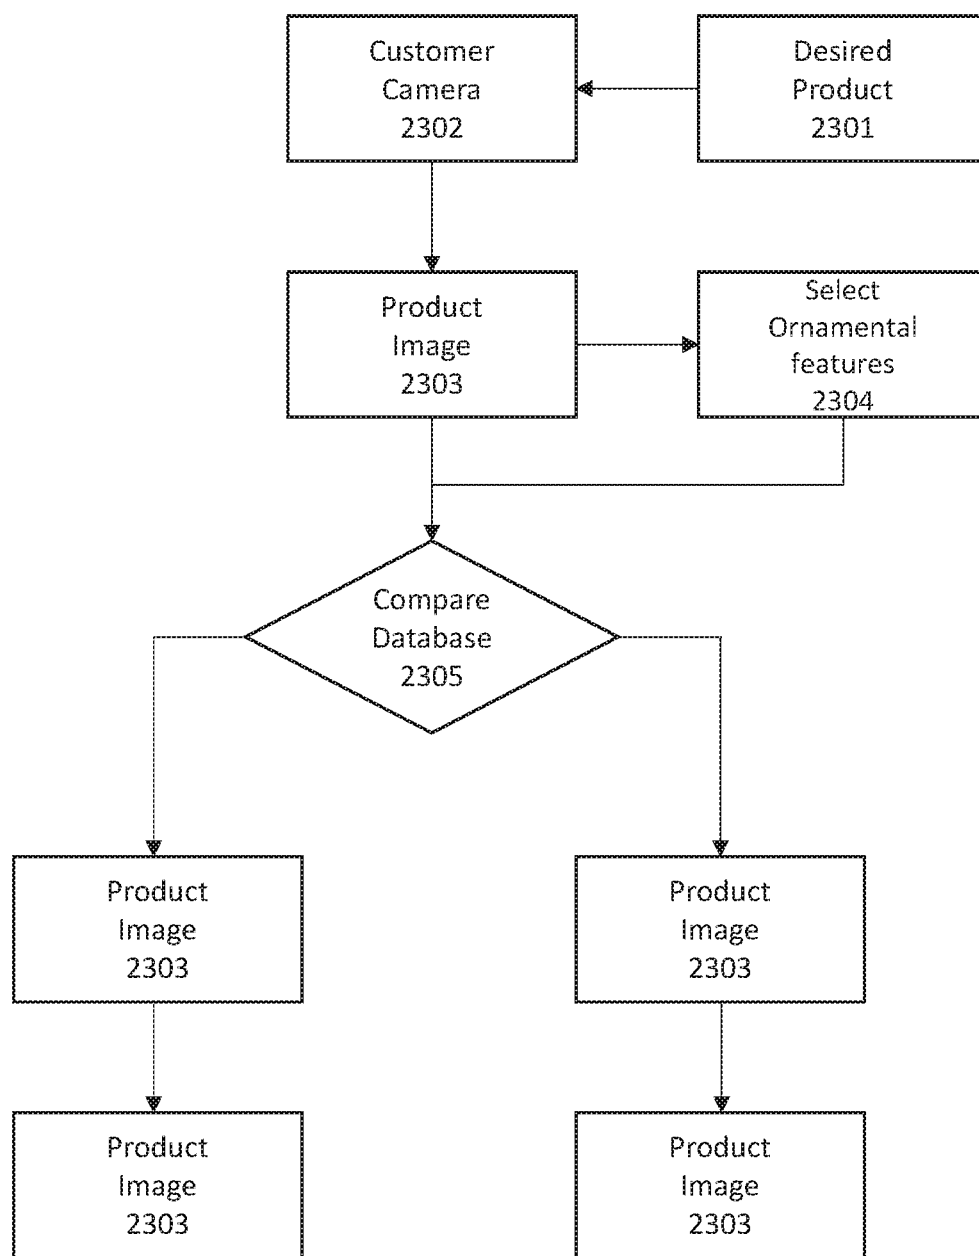 Customer
Camera
2302
Desired
Product
2301
Product
Image
2303
Select
Ornamental
features
2304
Compare
Database
2305
Product
Image
2303
Product
Image
2303
Product
Image
2303
Product
Image
2303